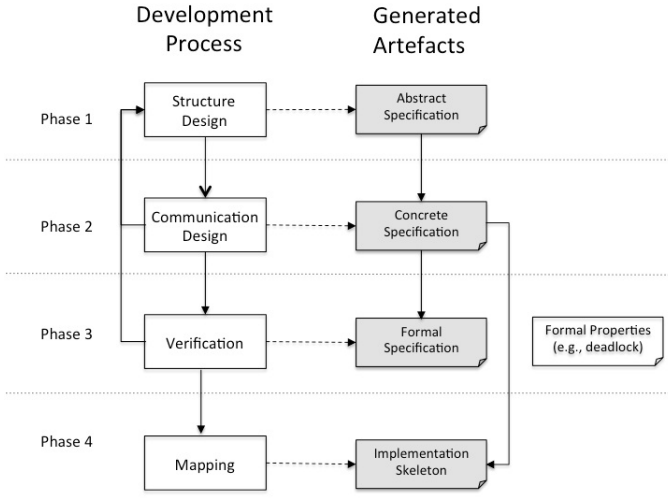 Development
Process
Generated
Artefacts
Phase 1
Structure
Design
Abstract
Specification
Phase 2
Communication
Design
Concrete
Specification
Phase 3
Verification
Formal
Specification
Formal Properties
(e.g., deadlock)
Phase 4
Mapping
Implementation
Skeleton